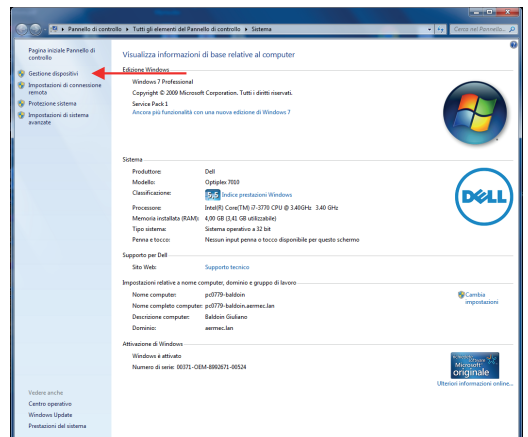 Pannello di controllo ▸ Tutti gli elementi del Pannello di controllo ▸ Sistema
Cerca nel Pannello...
Pagina iniziale Pannello di controllo
Gestione dispositivi
Impostazioni di connessione remota
Protezione sistema
Impostazioni di sistema avanzate
Visualizza informazioni di base relative al computer
Edizione Windows
Windows 7 Professional
Copyright © 2009 Microsoft Corporation. Tutti i diritti riservati.
Service Pack 1
Ancora più funzionalità con una nuova edizione di Windows 7
Sistema
Produttore: Dell
Modello: Optiplex 7010
Classificazione: 5,5 Indice prestazioni Windows
Processore: Intel(R) Core(TM) i7-3770 CPU @ 3.40GHz 3.40 GHz
Memoria installata (RAM): 4,00 GB (3,41 GB utilizzabile)
Tipo sistema: Sistema operativo a 32 bit
Penna e tocco: Nessun input penna o tocco disponibile per questo schermo
DELL
Supporto per Dell
Sito Web: Supporto tecnico
Impostazioni relative a nome computer, dominio e gruppo di lavoro
Nome computer: pc0779-baldoin
Cambia impostazioni
Nome completo computer: pc0779-baldoin.aermec.lan
Descrizione computer: Baldoin Giuliano
Dominio: aermec.lan
Attivazione di Windows
Windows è attivato
Numero di serie: 00371-OEM-8992671-00524
Microsoft
originale
Ulteriori informazioni online...
Vedere anche
Centro operativo
Windows Update
Prestazioni del sistema